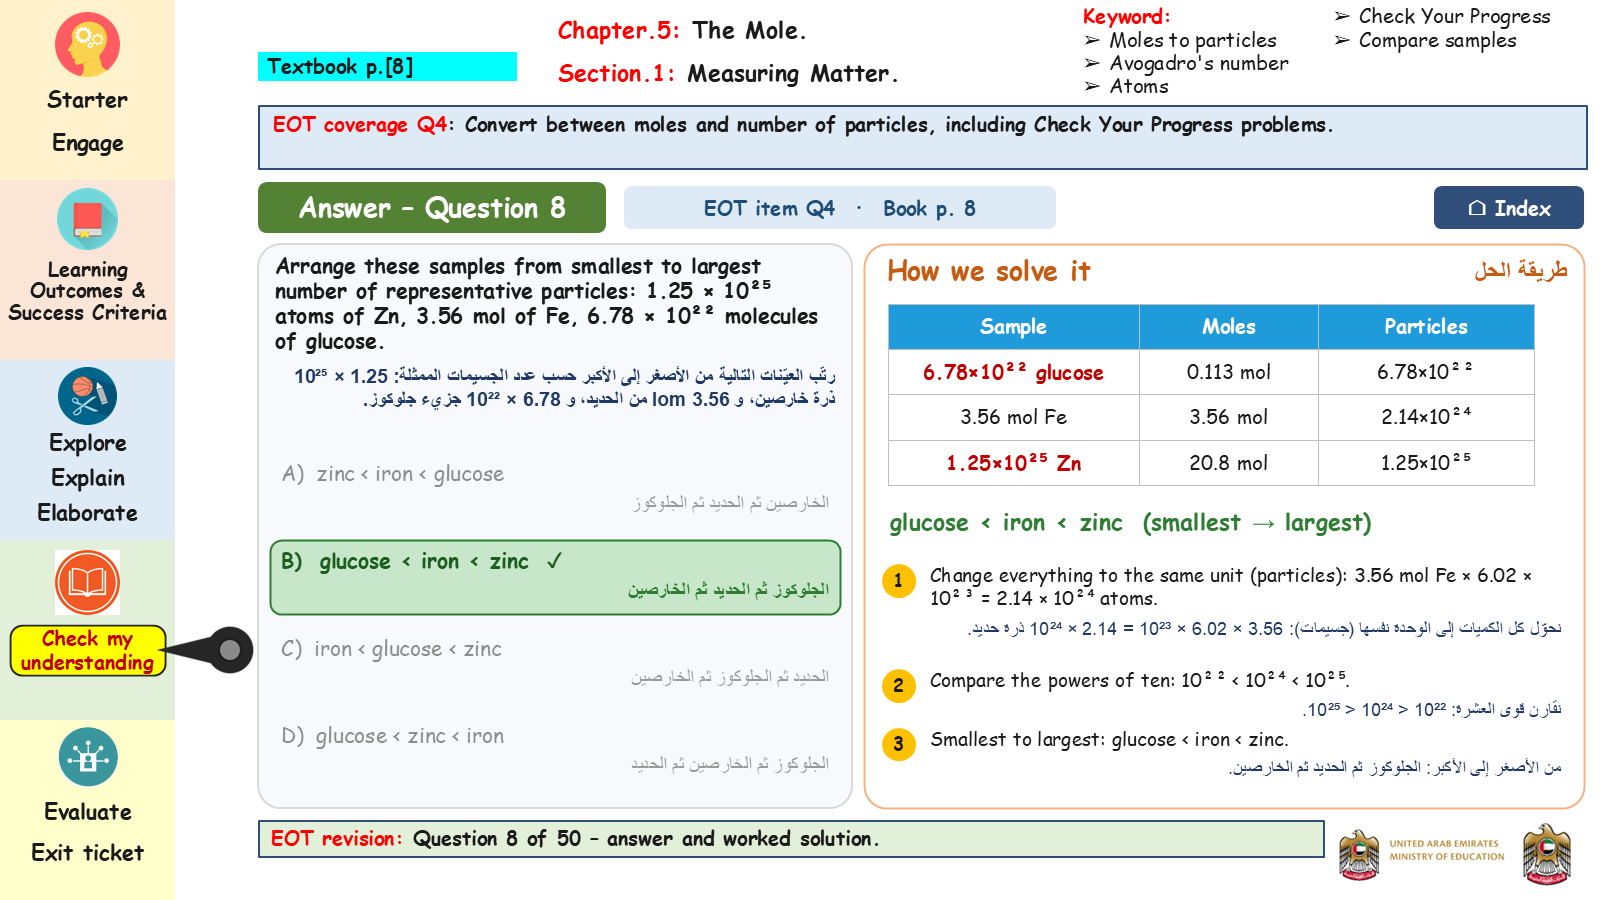 Starter
Engage
Learning
Outcomes &
Success Criteria
Explore
Explain
Elaborate
Check my
understanding
Evaluate
Exit ticket
Textbook p.[8]
Chapter.5: The Mole.
Section.1: Measuring Matter.
Keyword:
➢ Moles to particles
➢ Avogadro's number
➢ Atoms
➢ Check Your Progress
➢ Compare samples
EOT coverage Q4: Convert between moles and number of particles, including Check Your Progress problems.
Answer – Question 8
EOT item Q4 · Book p. 8
Index
Arrange these samples from smallest to largest
number of representative particles: 1.25 × 10²⁵
atoms of Zn, 3.56 mol of Fe, 6.78 × 10²² molecules
of glucose.
رتّب العيّنات التالية من الأصغر إلى الأكبر حسب عدد الجسيمات الممثلة: 1.25 × 10²⁵
ذرة خارصين، و 3.56 mol من الحديد، و 6.78 × 10²² جزيء جلوكوز.
A) zinc < iron < glucose
الخارصين ثم الحديد ثم الجلوكوز
B) glucose < iron < zinc ✓
الجلوكوز ثم الحديد ثم الخارصين
C) iron < glucose < zinc
الحديد ثم الجلوكوز ثم الخارصين
D) glucose < zinc < iron
الجلوكوز ثم الخارصين ثم الحديد
How we solve it
طريقة الحل
Sample Moles Particles
6.78×10²² glucose 0.113 mol 6.78×10²²
3.56 mol Fe 3.56 mol 2.14×10²⁴
1.25×10²⁵ Zn 20.8 mol 1.25×10²⁵
glucose < iron < zinc (smallest → largest)
1 Change everything to the same unit (particles): 3.56 mol Fe × 6.02 ×
10²³ = 2.14 × 10²⁴ atoms.
نحوّل كل الكميات إلى الوحدة نفسها (جسيمات): 3.56 × 6.02 × 10²³ = 2.14 × 10²⁴ ذرة حديد.
2 Compare the powers of ten: 10²² < 10²⁴ < 10²⁵.
نقارن قوى العشرة: 10²² < 10²⁴ < 10²⁵.
3 Smallest to largest: glucose < iron < zinc.
من الأصغر إلى الأكبر: الجلوكوز ثم الحديد ثم الخارصين.
EOT revision: Question 8 of 50 – answer and worked solution.
UNITED ARAB EMIRATES
MINISTRY OF EDUCATION